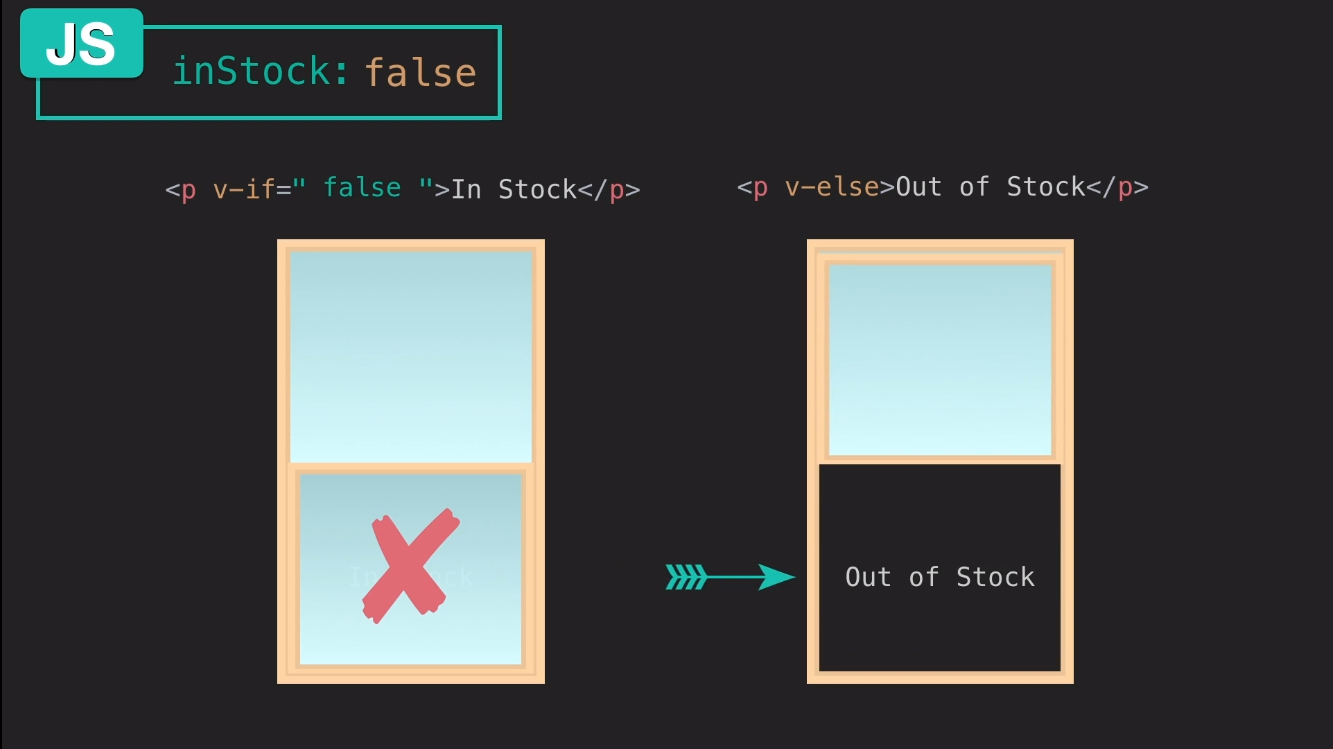 JS
inStock: false
<p v-if=" false ">In Stock</p>
<p v-else>Out of Stock</p>
In Stock
Out of Stock